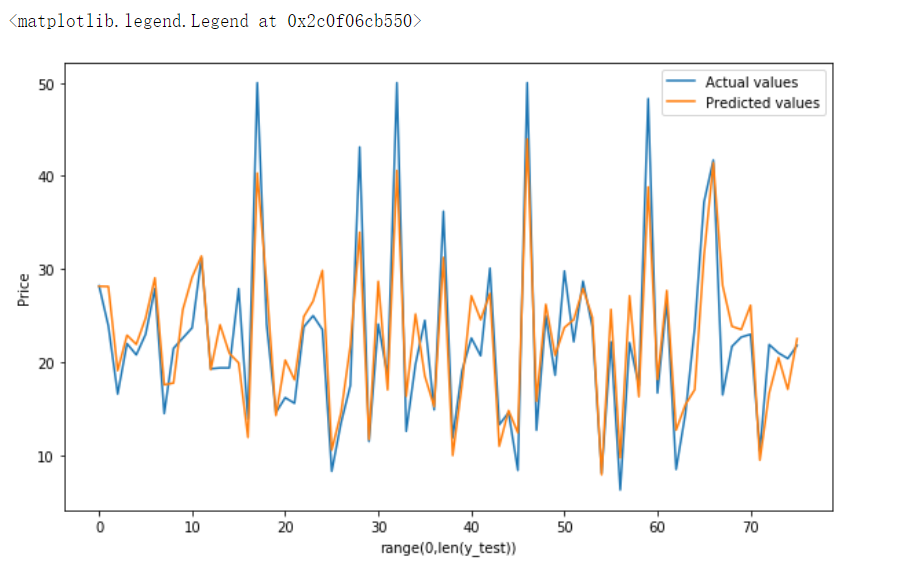 <matplotlib.legend.Legend at 0x2c0f06cb550>
50
40
30
20
10
Price
Actual values
Predicted values
0 10 20 30 40 50 60 70
range(0,len(y_test))